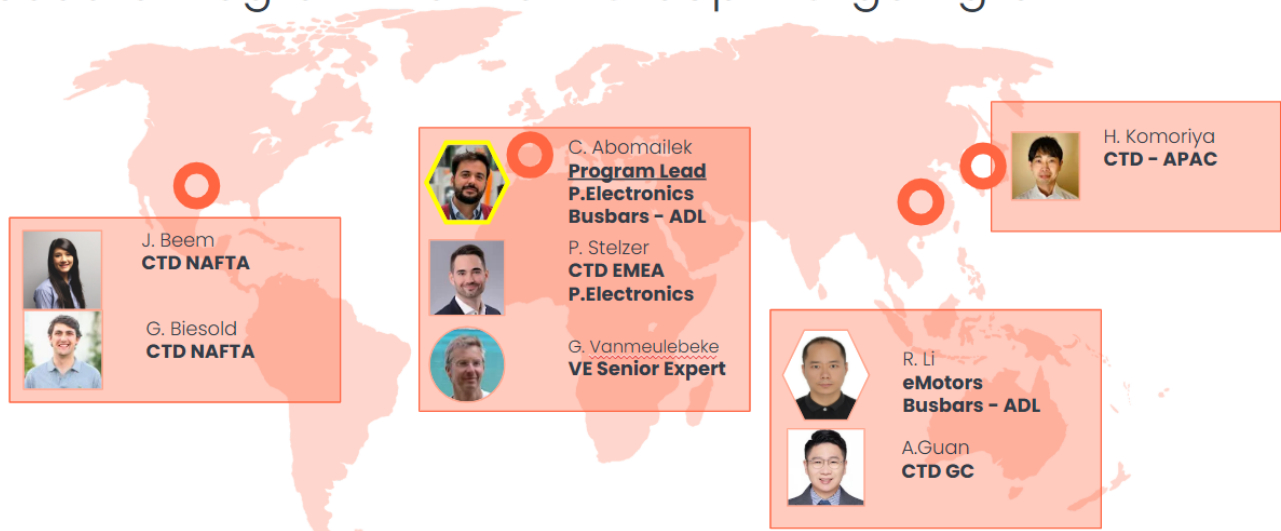 J. Beem
CTD NAFTA
G. Biesold
CTD NAFTA
C. Abomailek
Program Lead
P.Electronics
Busbars - ADL
P. Stelzer
CTD EMEA
P.Electronics
G. Vanmeulebeke
VE Senior Expert
H. Komoriya
CTD - APAC
R. Li
eMotors
Busbars - ADL
A.Guan
CTD GC